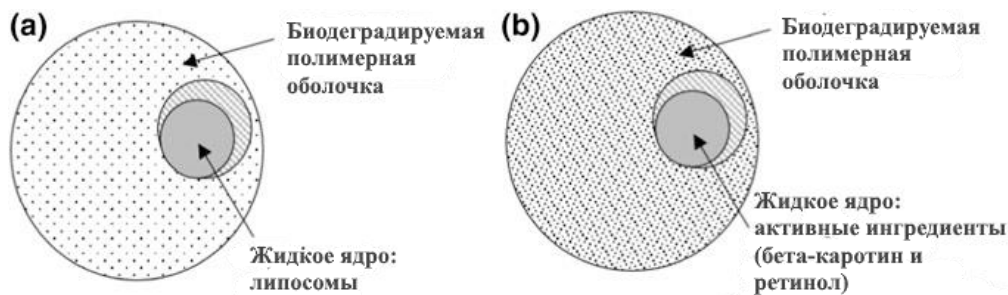 (a)
Биодеградируемая
полимерная
оболочка
Жидкое ядро:
липосомы
(b)
Биодеградируемая
полимерная
оболочка
Жидкое ядро:
активные ингредиенты
(бета-каротин и
ретинол)